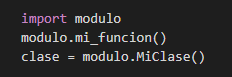 import modulo
modulo.mi_funcion()
clase = modulo.MiClase()